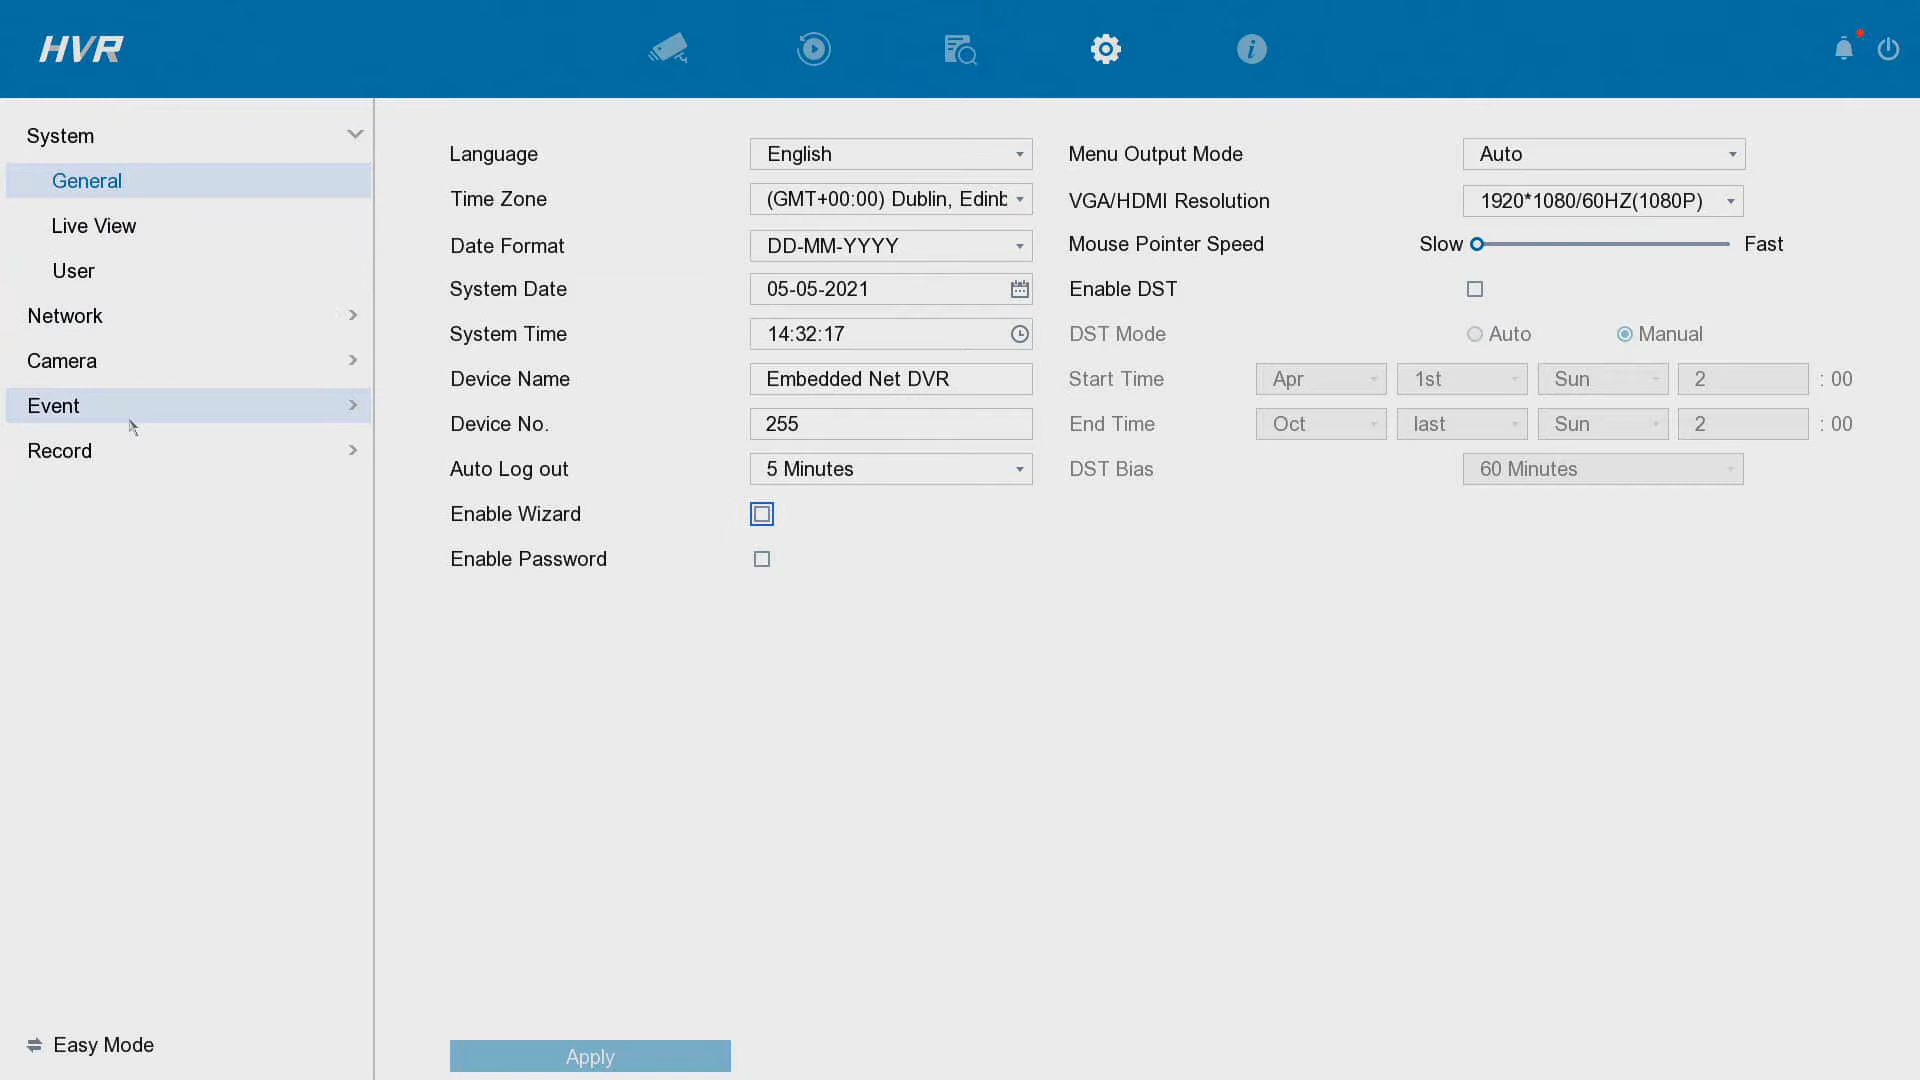 HVR
System
General
Live View
User
Network
Camera
Event
Record
Easy Mode
Language English
Time Zone (GMT+00:00) Dublin, Edinb
Date Format DD-MM-YYYY
System Date 05-05-2021
System Time 14:32:17
Device Name Embedded Net DVR
Device No. 255
Auto Log out 5 Minutes
Enable Wizard
Enable Password
Menu Output Mode Auto
VGA/HDMI Resolution 1920*1080/60HZ(1080P)
Mouse Pointer Speed Slow Fast
Enable DST
DST Mode Auto Manual
Start Time Apr 1st Sun 2 : 00
End Time Oct last Sun 2 : 00
DST Bias 60 Minutes
Apply